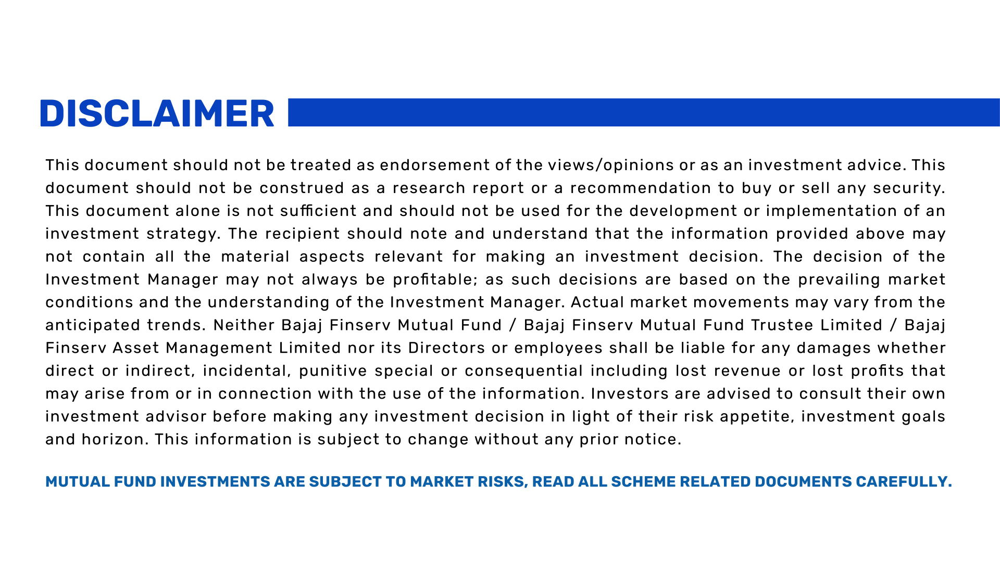 DISCLAIMER
This document should not be treated as endorsement of the views/opinions or as an investment advice. This
document should not be construed as a research report or a recommendation to buy or sell any security.
This document alone is not sufficient and should not be used for the development or implementation of an
investment strategy. The recipient should note and understand that the information provided above may
not contain all the material aspects relevant for making an investment decision. The decision of the
Investment Manager may not always be profitable; as such decisions are based on the prevailing market
conditions and the understanding of the Investment Manager. Actual market movements may vary from the
anticipated trends. Neither Bajaj Finserv Mutual Fund / Bajaj Finserv Mutual Fund Trustee Limited / Bajaj
Finserv Asset Management Limited nor its Directors or employees shall be liable for any damages whether
direct or indirect, incidental, punitive special or consequential including lost revenue or lost profits that
may arise from or in connection with the use of the information. Investors are advised to consult their own
investment advisor before making any investment decision in light of their risk appetite, investment goals
and horizon. This information is subject to change without any prior notice.
MUTUAL FUND INVESTMENTS ARE SUBJECT TO MARKET RISKS, READ ALL SCHEME RELATED DOCUMENTS CAREFULLY.